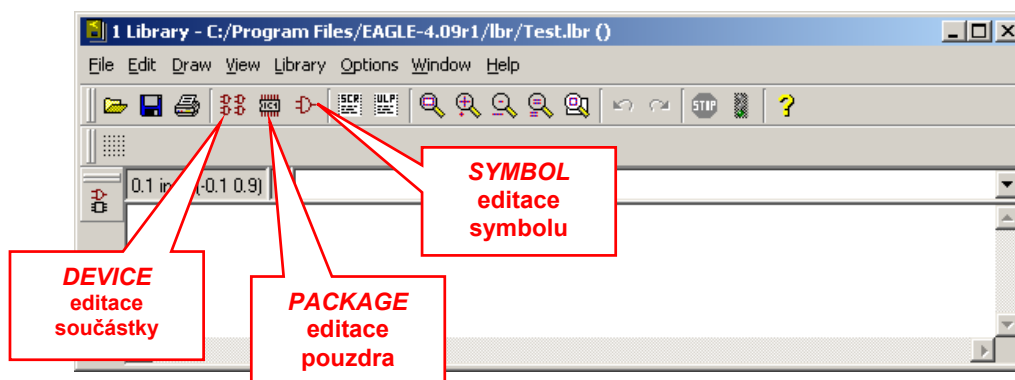 1 Library - C:/Program Files/EAGLE-4.09r1/lbr/Test.lbr ()
File Edit Draw View Library Options Window Help
IC1 SCR ULP STOP ?
0.1 (-0.1 0.9)
SYMBOL
editace
symbolu
DEVICE
editace
součástky
PACKAGE
editace
pouzdra